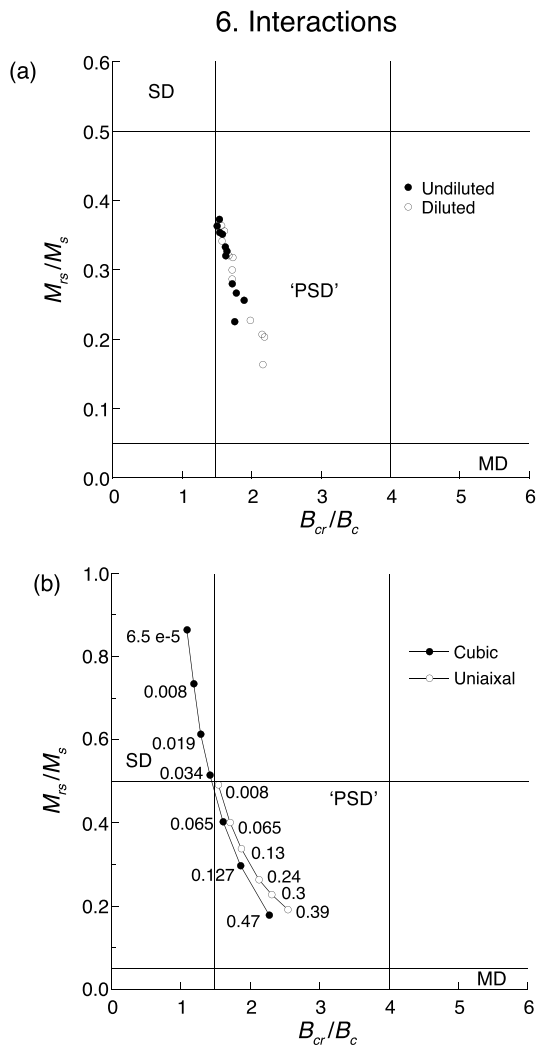 6. Interactions
(a)
0.6
SD
0.5
0.4
Undiluted
Diluted
Mrs/Ms
0.3
‘PSD’
0.2
0.1
MD
0.0
0 1 2 3 4 5 6
Bcr/Bc
(b)
1.0
6.5 e-5
Cubic
0.8
0.008
Uniaixal
0.019
0.6
SD
0.034
Mrs/Ms
0.008
‘PSD’
0.4
0.065
0.065
0.13
0.127
0.24
0.3
0.2
0.47
0.39
MD
0.0
0 1 2 3 4 5 6
Bcr/Bc